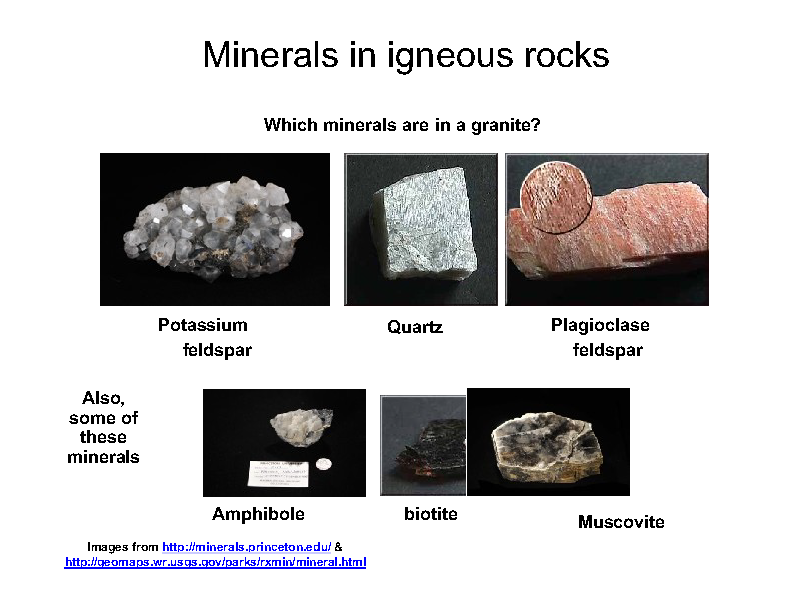 Minerals in igneous rocks
Which minerals are in a granite?
Potassium
feldspar
Quartz
Plagioclase
feldspar
Also,
some of
these
minerals
Amphibole
biotite
Muscovite
Images from http://minerals.princeton.edu/ &
http://geomaps.wr.usgs.gov/parks/rxmin/mineral.html